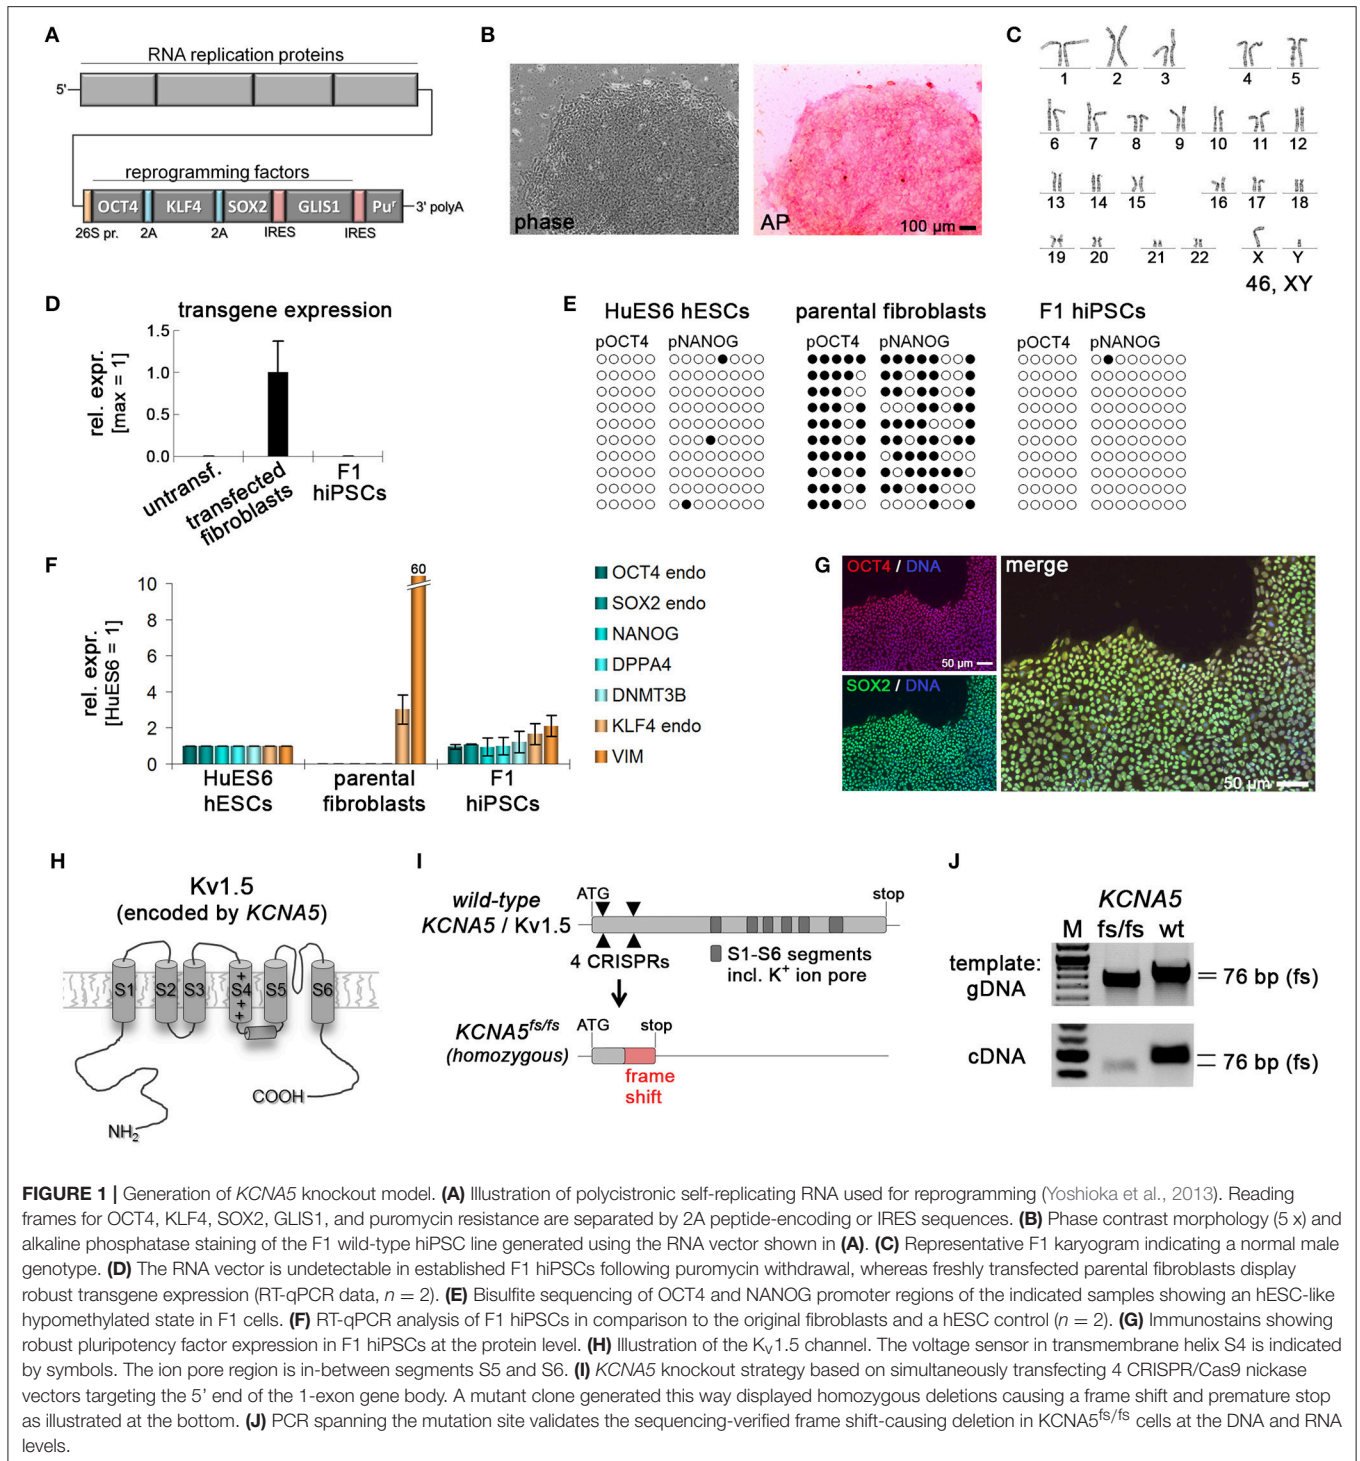 A
RNA replication proteins
5'
reprogramming factors
OCT4 KLF4 SOX2 GLIS1 Puʳ
3' polyA
26S pr. 2A 2A IRES IRES
B
phase
AP
100 µm
C
1 2 3 4 5
6 7 8 9 10 11 12
13 14 15 16 17 18
19 20 21 22 X Y
46, XY
D
transgene expression
rel. expr.
[max = 1]
1.5
1.0
0.5
0.0
untransf.
transfected
fibroblasts
F1
hiPSCs
E
HuES6 hESCs parental fibroblasts F1 hiPSCs
pOCT4 pNANOG pOCT4 pNANOG pOCT4 pNANOG
F
rel. expr.
[HuES6 = 1]
60
10
8
6
4
2
0
HuES6
hESCs
parental
fibroblasts
F1
hiPSCs
OCT4 endo
SOX2 endo
NANOG
DPPA4
DNMT3B
KLF4 endo
VIM
G
OCT4 / DNA
50 µm
SOX2 / DNA
merge
50 µm
H
Kv1.5
(encoded by KCNA5)
S1 S2 S3 S4 S5 S6
+
+
+
COOH
NH₂
I
wild-type
KCNA5 / Kv1.5
ATG stop
4 CRISPRs
S1-S6 segments
incl. K⁺ ion pore
KCNA5ᶠˢ/ᶠˢ
(homozygous)
ATG stop
frame
shift
J
KCNA5
M fs/fs wt
template:
gDNA
76 bp (fs)
cDNA
76 bp (fs)
FIGURE 1 | Generation of KCNA5 knockout model. (A) Illustration of polycistronic self-replicating RNA used for reprogramming (Yoshioka et al., 2013). Reading
frames for OCT4, KLF4, SOX2, GLIS1, and puromycin resistance are separated by 2A peptide-encoding or IRES sequences. (B) Phase contrast morphology (5 x) and
alkaline phosphatase staining of the F1 wild-type hiPSC line generated using the RNA vector shown in (A). (C) Representative F1 karyogram indicating a normal male
genotype. (D) The RNA vector is undetectable in established F1 hiPSCs following puromycin withdrawal, whereas freshly transfected parental fibroblasts display
robust transgene expression (RT-qPCR data, n = 2). (E) Bisulfite sequencing of OCT4 and NANOG promoter regions of the indicated samples showing an hESC-like
hypomethylated state in F1 cells. (F) RT-qPCR analysis of F1 hiPSCs in comparison to the original fibroblasts and a hESC control (n = 2). (G) Immunostains showing
robust pluripotency factor expression in F1 hiPSCs at the protein level. (H) Illustration of the Kᵥ1.5 channel. The voltage sensor in transmembrane helix S4 is indicated
by symbols. The ion pore region is in-between segments S5 and S6. (I) KCNA5 knockout strategy based on simultaneously transfecting 4 CRISPR/Cas9 nickase
vectors targeting the 5' end of the 1-exon gene body. A mutant clone generated this way displayed homozygous deletions causing a frame shift and premature stop
as illustrated at the bottom. (J) PCR spanning the mutation site validates the sequencing-verified frame shift-causing deletion in KCNA5ᶠˢ/ᶠˢ cells at the DNA and RNA
levels.